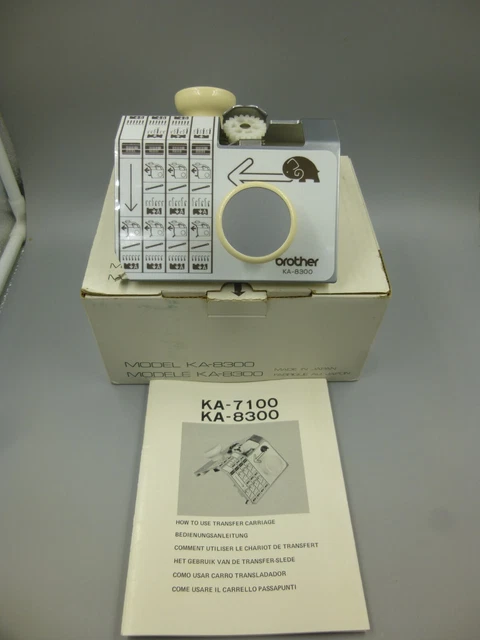 brother
KA-8300
MODEL KA-8300
MADE IN JAPAN
MODELE KA-8300
KA-7100
KA-8300
HOW TO USE TRANSFER CARRIAGE
BEDIENUNGSANLEITUNG
COMMENT UTILISER LE CHARIOT DE TRANSFERT
HET GEBRUIK VAN DE TRANSFER-SLEDE
COMO USAR CARRO TRANSLADADOR
COME USARE IL CARRELLO PASSAPUNTI